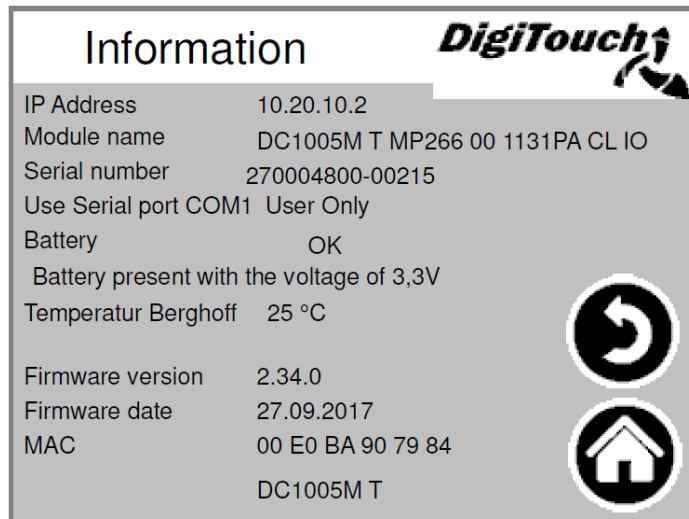 Information
DigiTouch
IP Address 10.20.10.2
Module name DC1005M T MP266 00 1131PA CL IO
Serial number 270004800-00215
Use Serial port COM1 User Only
Battery OK
Battery present with the voltage of 3,3V
Temperatur Berghoff 25 °C
Firmware version 2.34.0
Firmware date 27.09.2017
MAC 00 E0 BA 90 79 84
DC1005M T